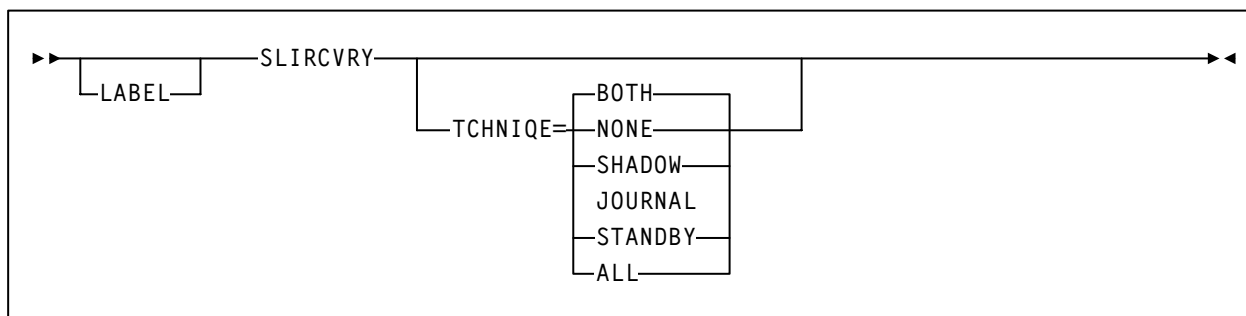 SLIRCVRY
LABEL
BOTH
TCHNIQE= NONE
SHADOW
JOURNAL
STANDBY
ALL